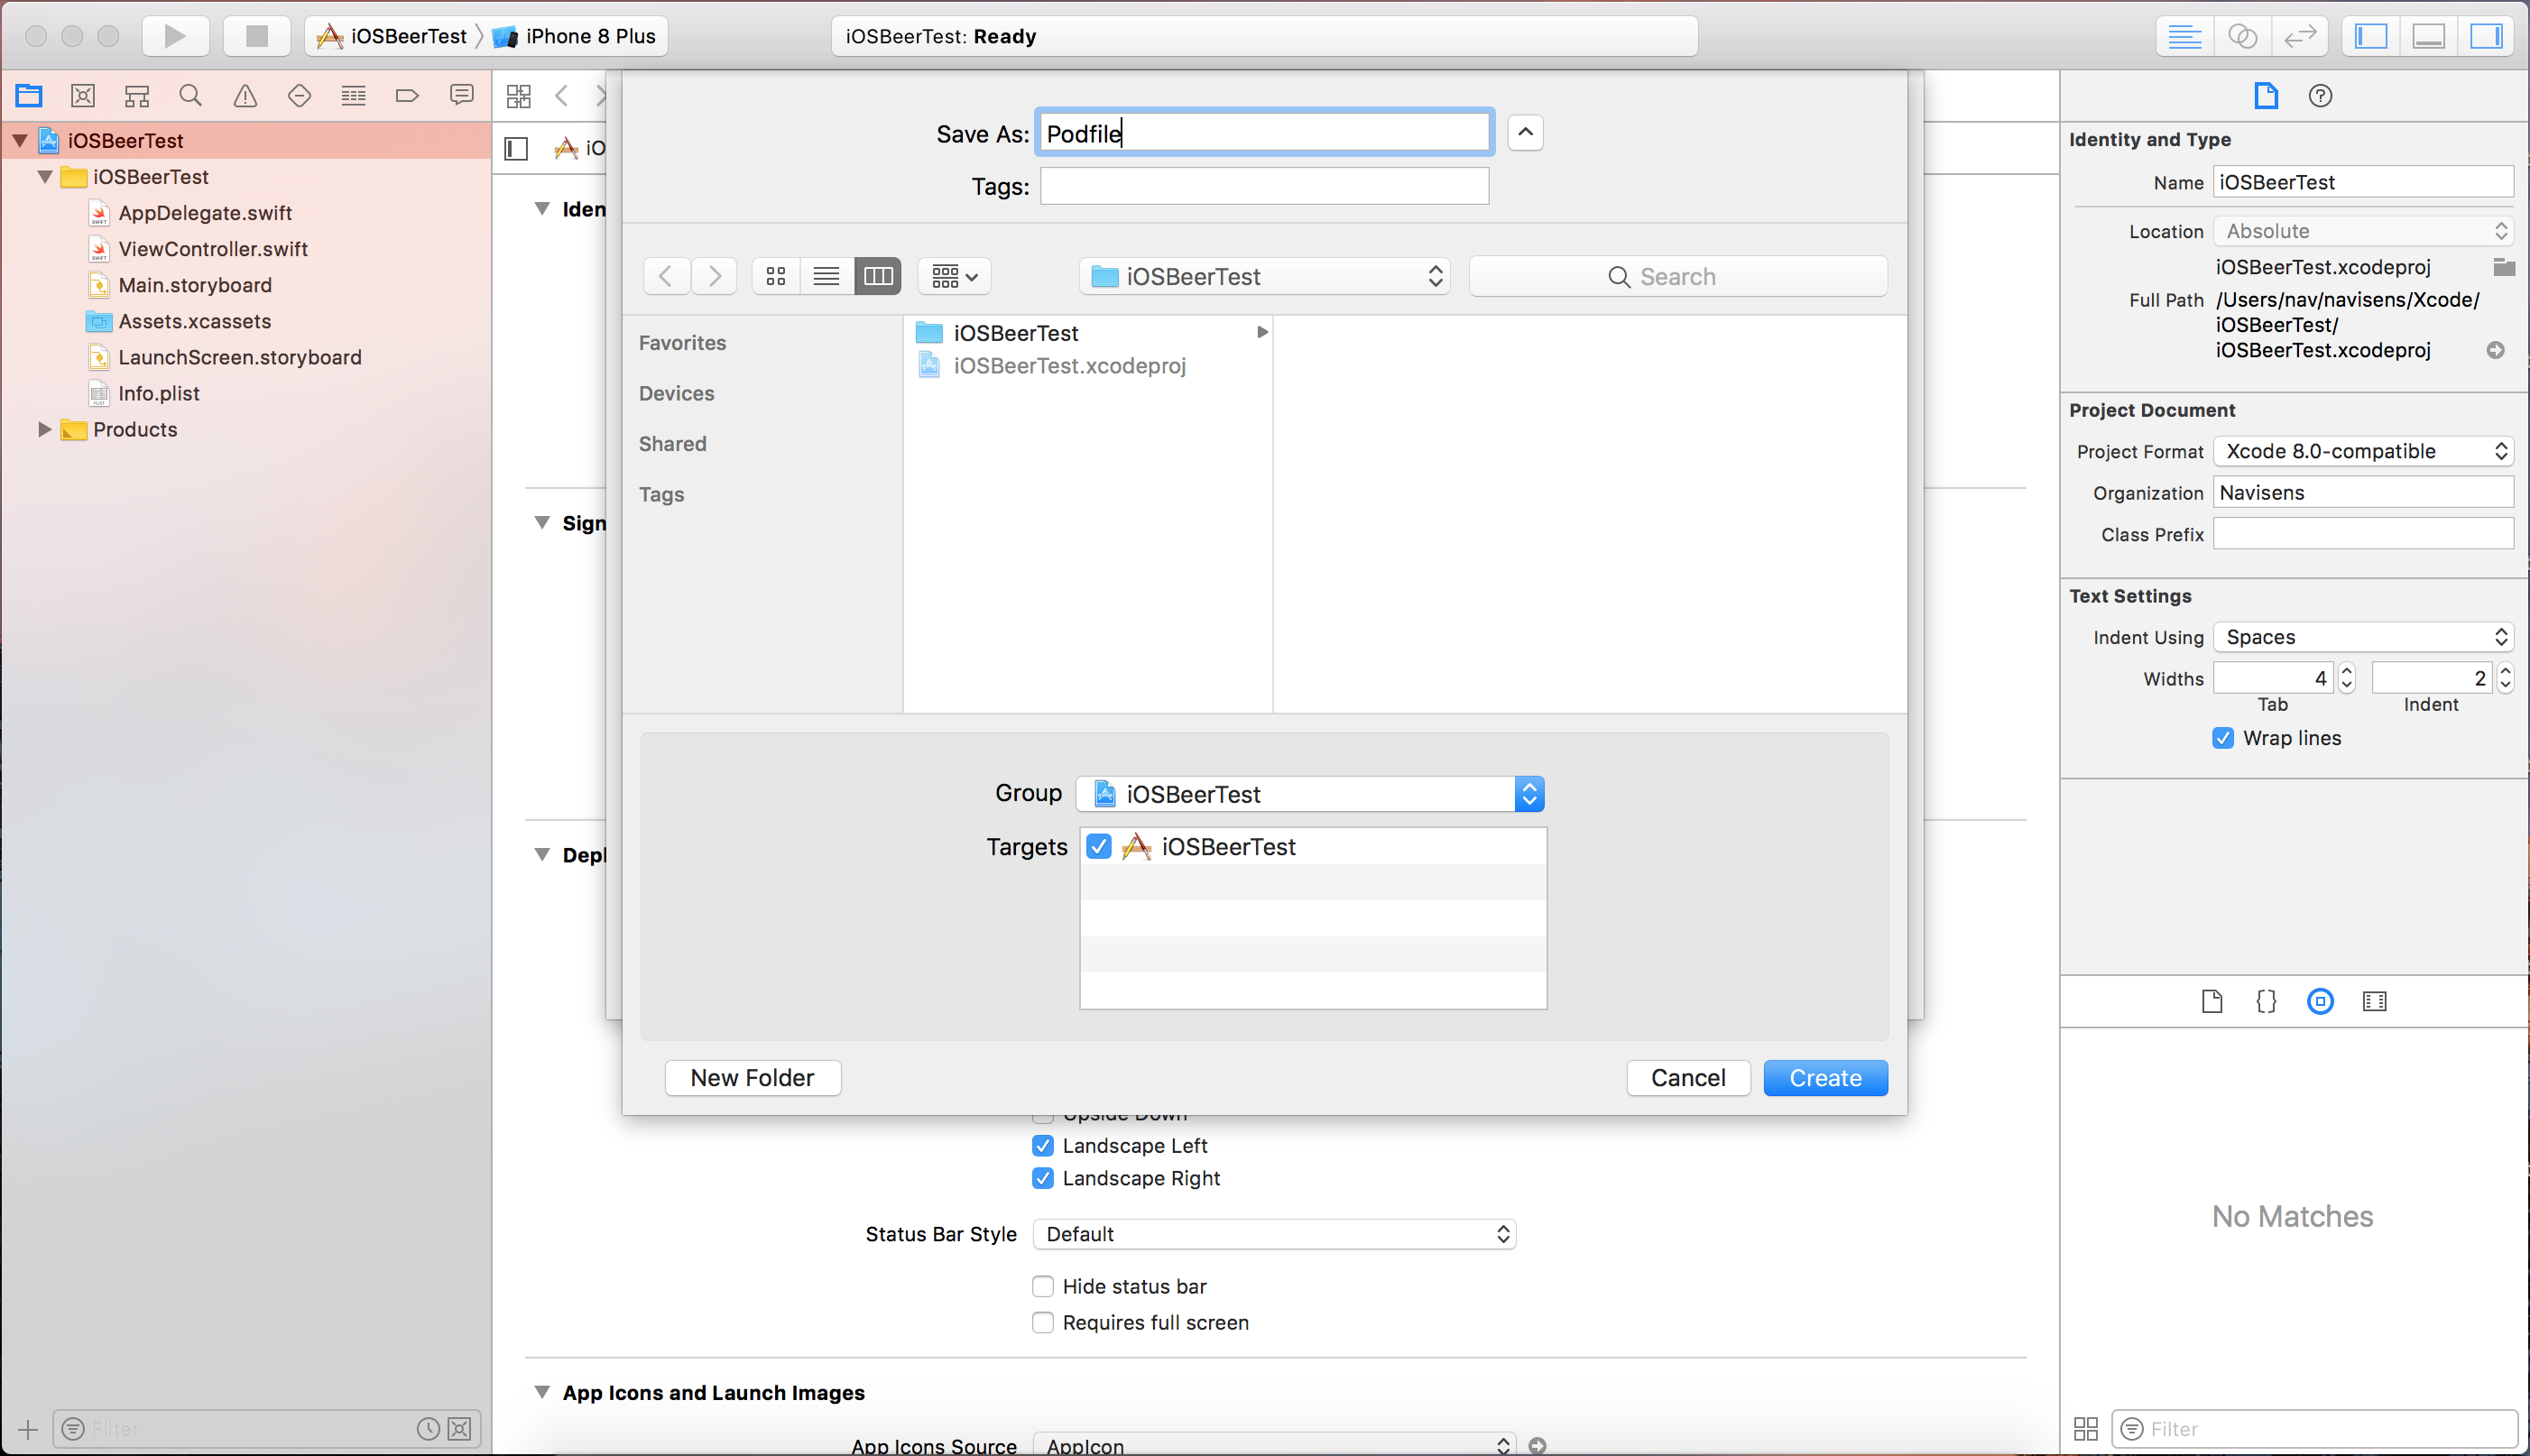 iOSBeerTest
iPhone 8 Plus
iOSBeerTest: Ready
iOSBeerTest
iOSBeerTest
AppDelegate.swift
ViewController.swift
Main.storyboard
Assets.xcassets
LaunchScreen.storyboard
Info.plist
Products
Filter
iO
Iden
Sign
Depl
Save As: Podfile
Tags:
iOSBeerTest
Search
Favorites
Devices
Shared
Tags
iOSBeerTest
iOSBeerTest.xcodeproj
Group iOSBeerTest
Targets iOSBeerTest
New Folder
Cancel
Create
Upside Down
Landscape Left
Landscape Right
Status Bar Style Default
Hide status bar
Requires full screen
App Icons and Launch Images
App Icons Source AppIcon
Identity and Type
Name iOSBeerTest
Location Absolute
iOSBeerTest.xcodeproj
Full Path /Users/nav/navisens/Xcode/
iOSBeerTest/
iOSBeerTest.xcodeproj
Project Document
Project Format Xcode 8.0-compatible
Organization Navisens
Class Prefix
Text Settings
Indent Using Spaces
Widths 4 2
Tab Indent
Wrap lines
No Matches
Filter